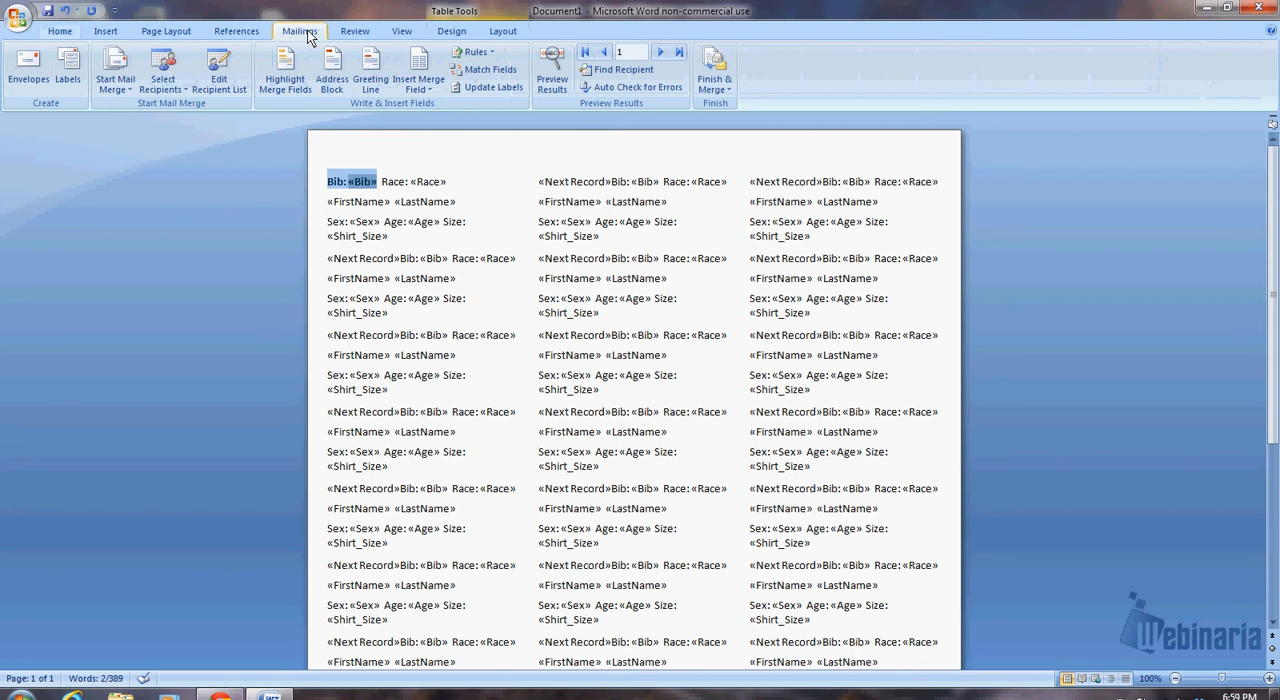 Table Tools Document1 - Microsoft Word non-commercial use
Home Insert Page Layout References Mailings Review View Design Layout
Envelopes Labels Start Mail Merge Select Recipients Edit Recipient List Highlight Merge Fields Address Block Greeting Line Insert Merge Field Rules Match Fields Update Labels Preview Results 1 Find Recipient Auto Check for Errors Finish & Merge
Create Start Mail Merge Write & Insert Fields Preview Results Finish
Bib: «Bib» Race: «Race» «Next Record»Bib: «Bib» Race: «Race» «Next Record»Bib: «Bib» Race: «Race»
«FirstName» «LastName» «FirstName» «LastName» «FirstName» «LastName»
Sex: «Sex» Age: «Age» Size: Sex: «Sex» Age: «Age» Size: Sex: «Sex» Age: «Age» Size:
«Shirt_Size» «Shirt_Size» «Shirt_Size»
«Next Record»Bib: «Bib» Race: «Race» «Next Record»Bib: «Bib» Race: «Race» «Next Record»Bib: «Bib» Race: «Race»
«FirstName» «LastName» «FirstName» «LastName» «FirstName» «LastName»
Sex: «Sex» Age: «Age» Size: Sex: «Sex» Age: «Age» Size: Sex: «Sex» Age: «Age» Size:
«Shirt_Size» «Shirt_Size» «Shirt_Size»
«Next Record»Bib: «Bib» Race: «Race» «Next Record»Bib: «Bib» Race: «Race» «Next Record»Bib: «Bib» Race: «Race»
«FirstName» «LastName» «FirstName» «LastName» «FirstName» «LastName»
Sex: «Sex» Age: «Age» Size: Sex: «Sex» Age: «Age» Size: Sex: «Sex» Age: «Age» Size:
«Shirt_Size» «Shirt_Size» «Shirt_Size»
«Next Record»Bib: «Bib» Race: «Race» «Next Record»Bib: «Bib» Race: «Race» «Next Record»Bib: «Bib» Race: «Race»
«FirstName» «LastName» «FirstName» «LastName» «FirstName» «LastName»
Sex: «Sex» Age: «Age» Size: Sex: «Sex» Age: «Age» Size: Sex: «Sex» Age: «Age» Size:
«Shirt_Size» «Shirt_Size» «Shirt_Size»
«Next Record»Bib: «Bib» Race: «Race» «Next Record»Bib: «Bib» Race: «Race» «Next Record»Bib: «Bib» Race: «Race»
«FirstName» «LastName» «FirstName» «LastName» «FirstName» «LastName»
Sex: «Sex» Age: «Age» Size: Sex: «Sex» Age: «Age» Size: Sex: «Sex» Age: «Age» Size:
«Shirt_Size» «Shirt_Size» «Shirt_Size»
«Next Record»Bib: «Bib» Race: «Race» «Next Record»Bib: «Bib» Race: «Race» «Next Record»Bib: «Bib» Race: «Race»
«FirstName» «LastName» «FirstName» «LastName» «FirstName» «LastName»
Sex: «Sex» Age: «Age» Size: Sex: «Sex» Age: «Age» Size: Sex: «Sex» Age: «Age» Size:
«Shirt_Size» «Shirt_Size» «Shirt_Size»
«Next Record»Bib: «Bib» Race: «Race» «Next Record»Bib: «Bib» Race: «Race» «Next Record»Bib: «Bib» Race: «Race»
«FirstName» «LastName» «FirstName» «LastName» «FirstName» «LastName»
Webinaria
Page: 1 of 1 Words: 2/389 100%
6:59 PM